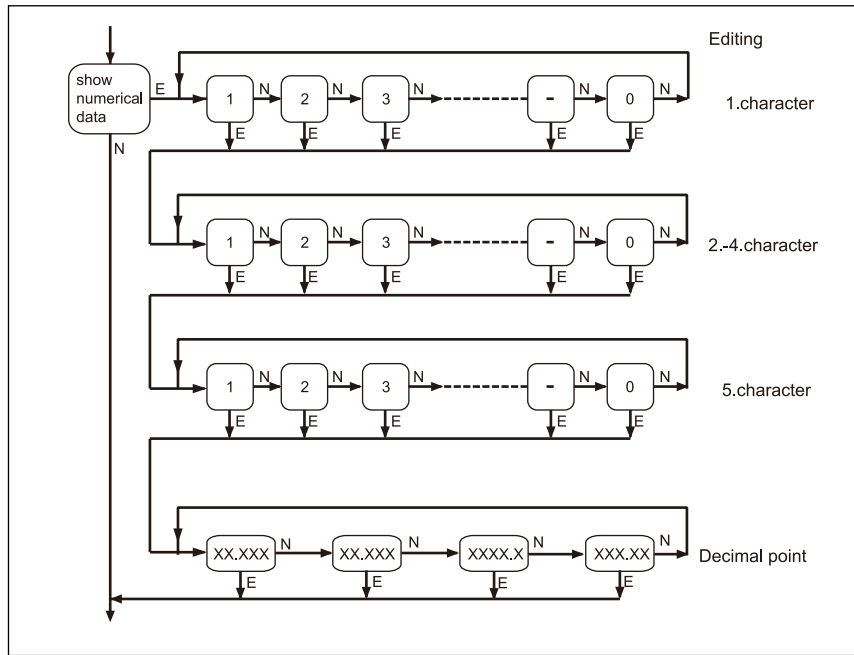 Editing
show
numerical
data
E
N
1
N
2
N
3
N
-
N
0
N
1.character
E
E
E
E
E
1
N
2
N
3
N
-
N
0
N
2.-4.character
E
E
E
E
E
1
N
2
N
3
N
-
N
0
N
5.character
E
E
E
E
E
XX.XXX
N
XX.XXX
N
XXXX.X
N
XXX.XX
N
Decimal point
E
E
E
E